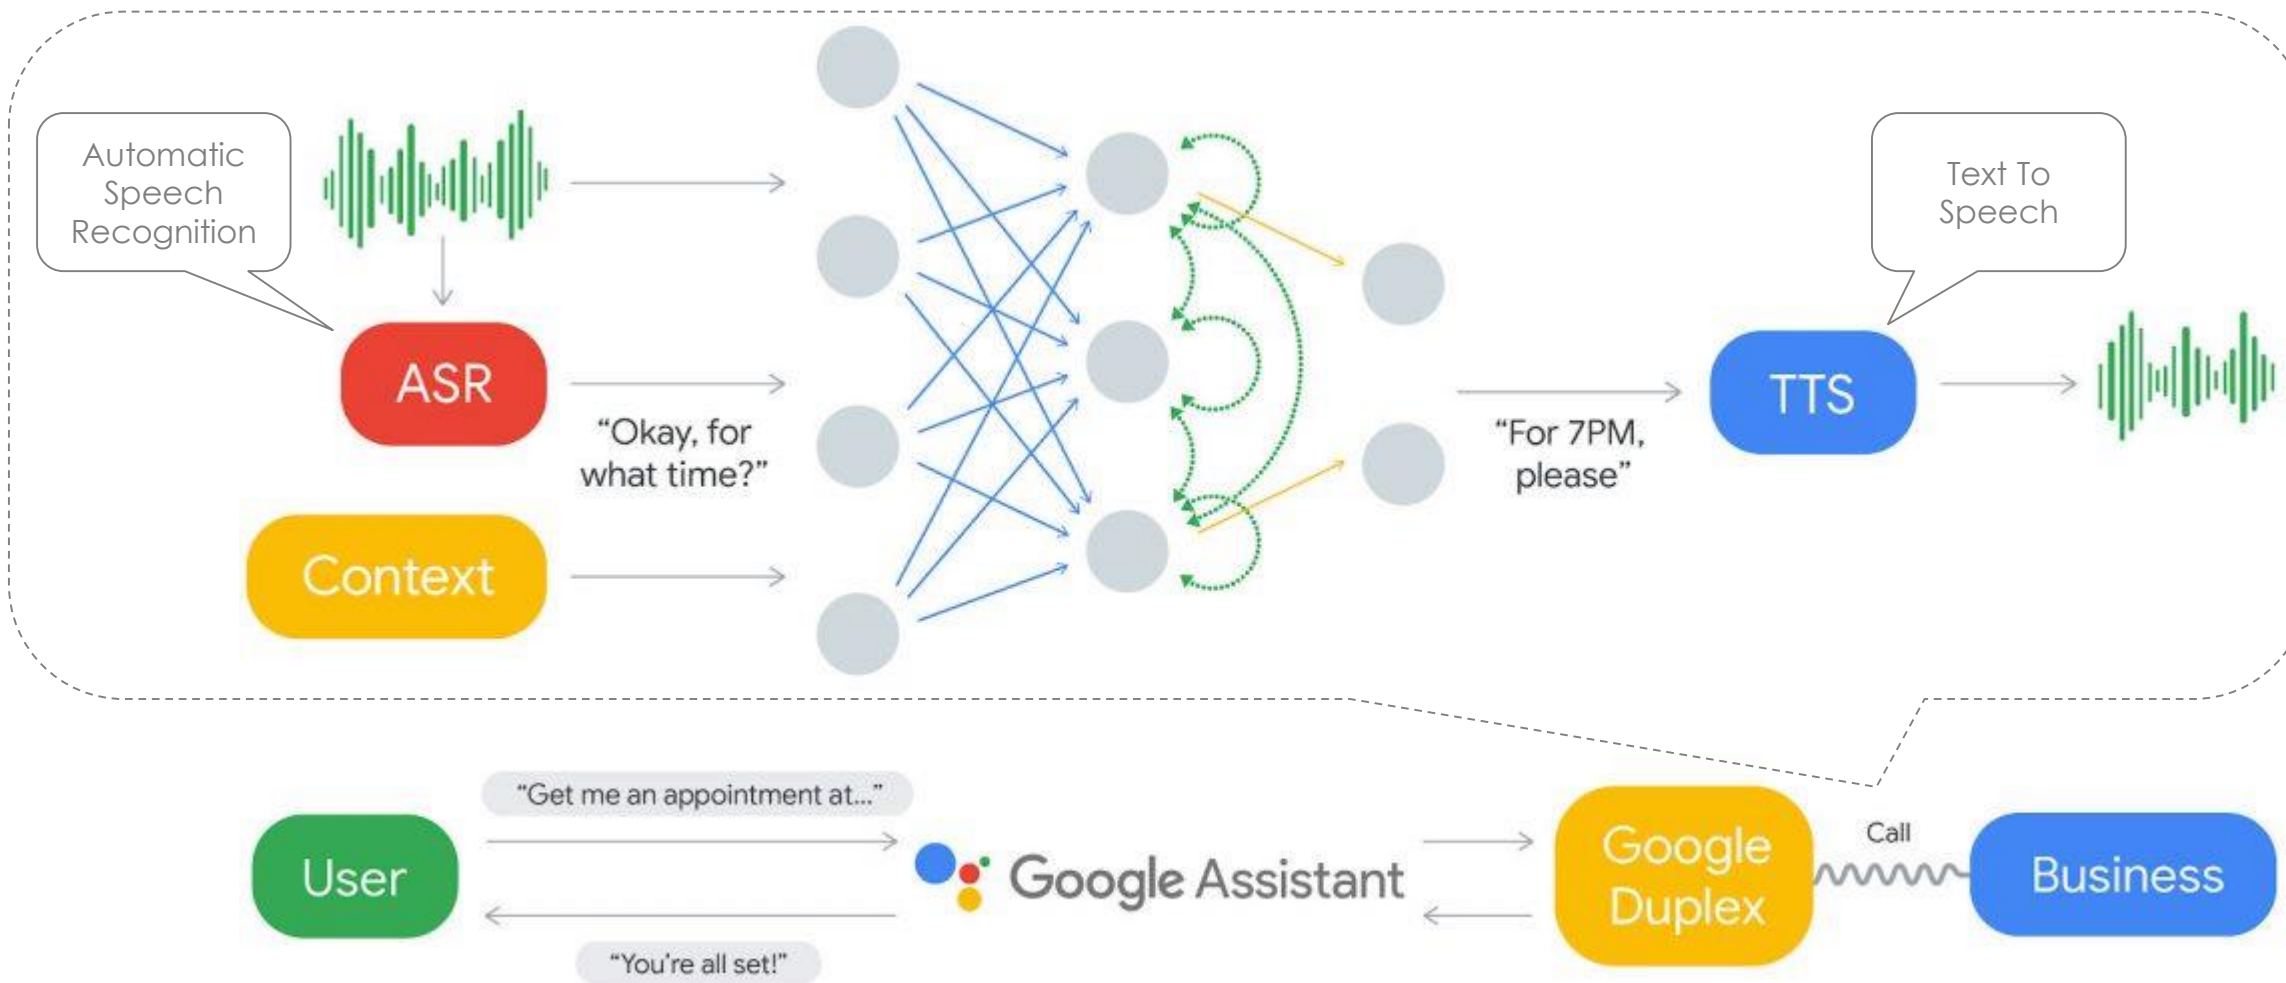 Automatic
Speech
Recognition
Text To
Speech
ASR
“Okay, for
what time?”
“For 7PM,
please”
TTS
Context
“Get me an appointment at...”
User
Google Assistant
“You’re all set!”
Google
Duplex
Call
Business